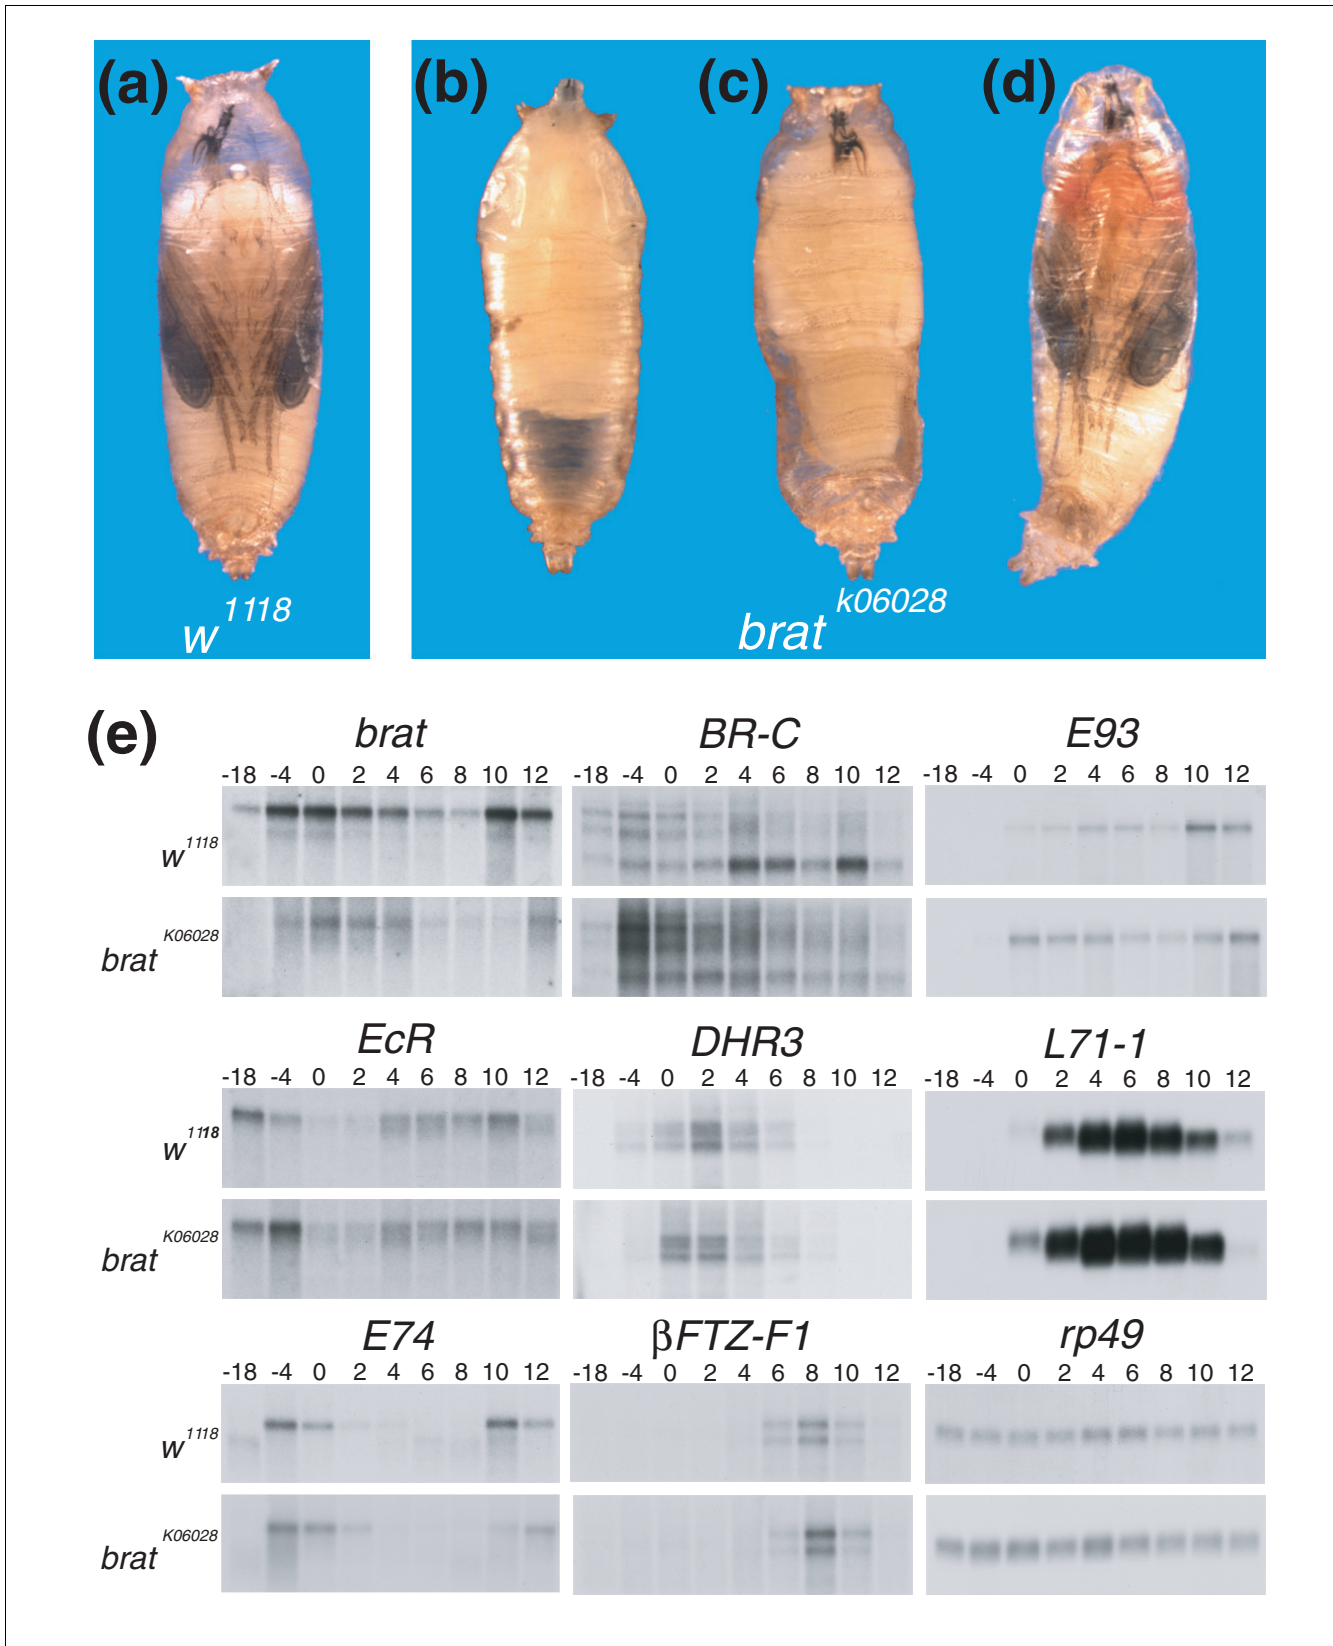 (a) (b) (c) (d)
w1118 bratk06028
(e)
brat BR-C E93
-18 -4 0 2 4 6 8 10 12 -18 -4 0 2 4 6 8 10 12 -18 -4 0 2 4 6 8 10 12
w1118
bratK06028
EcR DHR3 L71-1
-18 -4 0 2 4 6 8 10 12 -18 -4 0 2 4 6 8 10 12 -18 -4 0 2 4 6 8 10 12
w1118
bratK06028
E74 βFTZ-F1 rp49
-18 -4 0 2 4 6 8 10 12 -18 -4 0 2 4 6 8 10 12 -18 -4 0 2 4 6 8 10 12
w1118
bratK06028